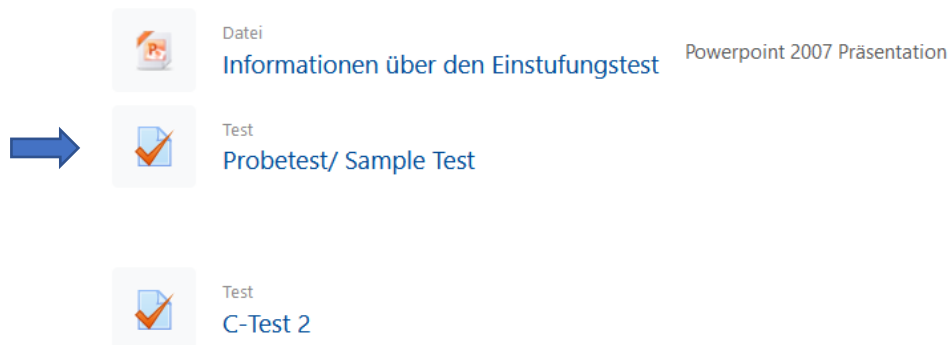 Datei
Informationen über den Einstufungstest Powerpoint 2007 Präsentation
Test
Probetest/ Sample Test
Test
C-Test 2